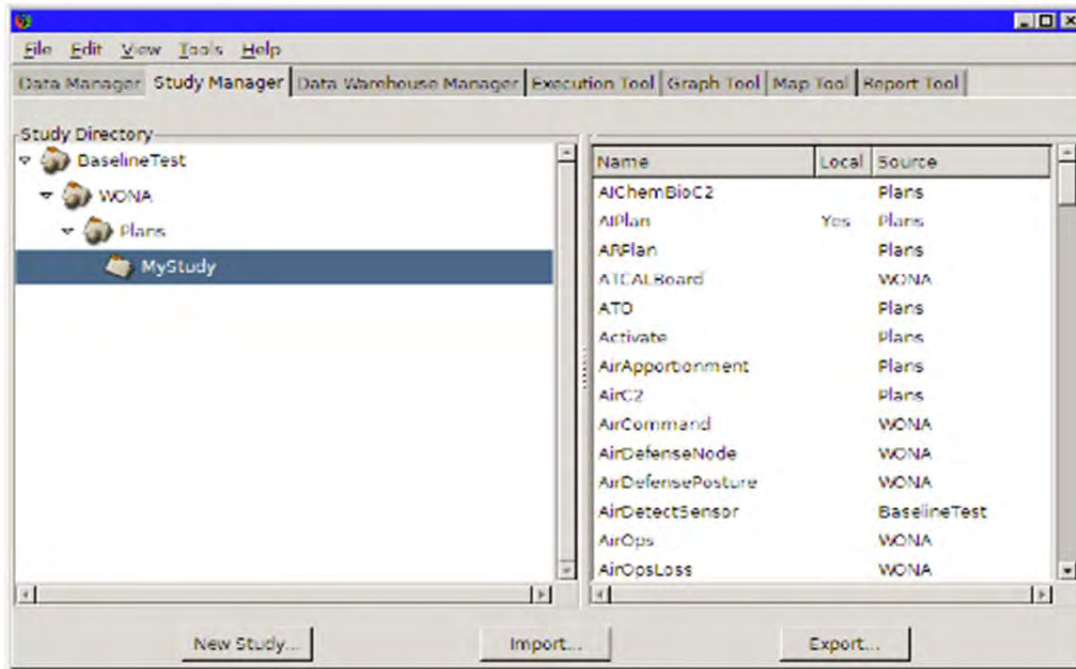 File Edit View Tools Help
Data Manager Study Manager Data Warehouse Manager Execution Tool Graph Tool Map Tool Report Tool
Study Directory
BaselineTest
WONA
Plans
MyStudy
Name Local Source
AIChemBioC2 Plans
AIPlan Yes Plans
ARPlan Plans
ATCALBoard WONA
ATO Plans
Activate Plans
AirApportionment Plans
AirC2 Plans
AirCommand WONA
AirDefenseNode WONA
AirDefensePosture WONA
AirDetectSensor BaselineTest
AirOps WONA
AirOpsLoss WONA
New Study... Import... Export...